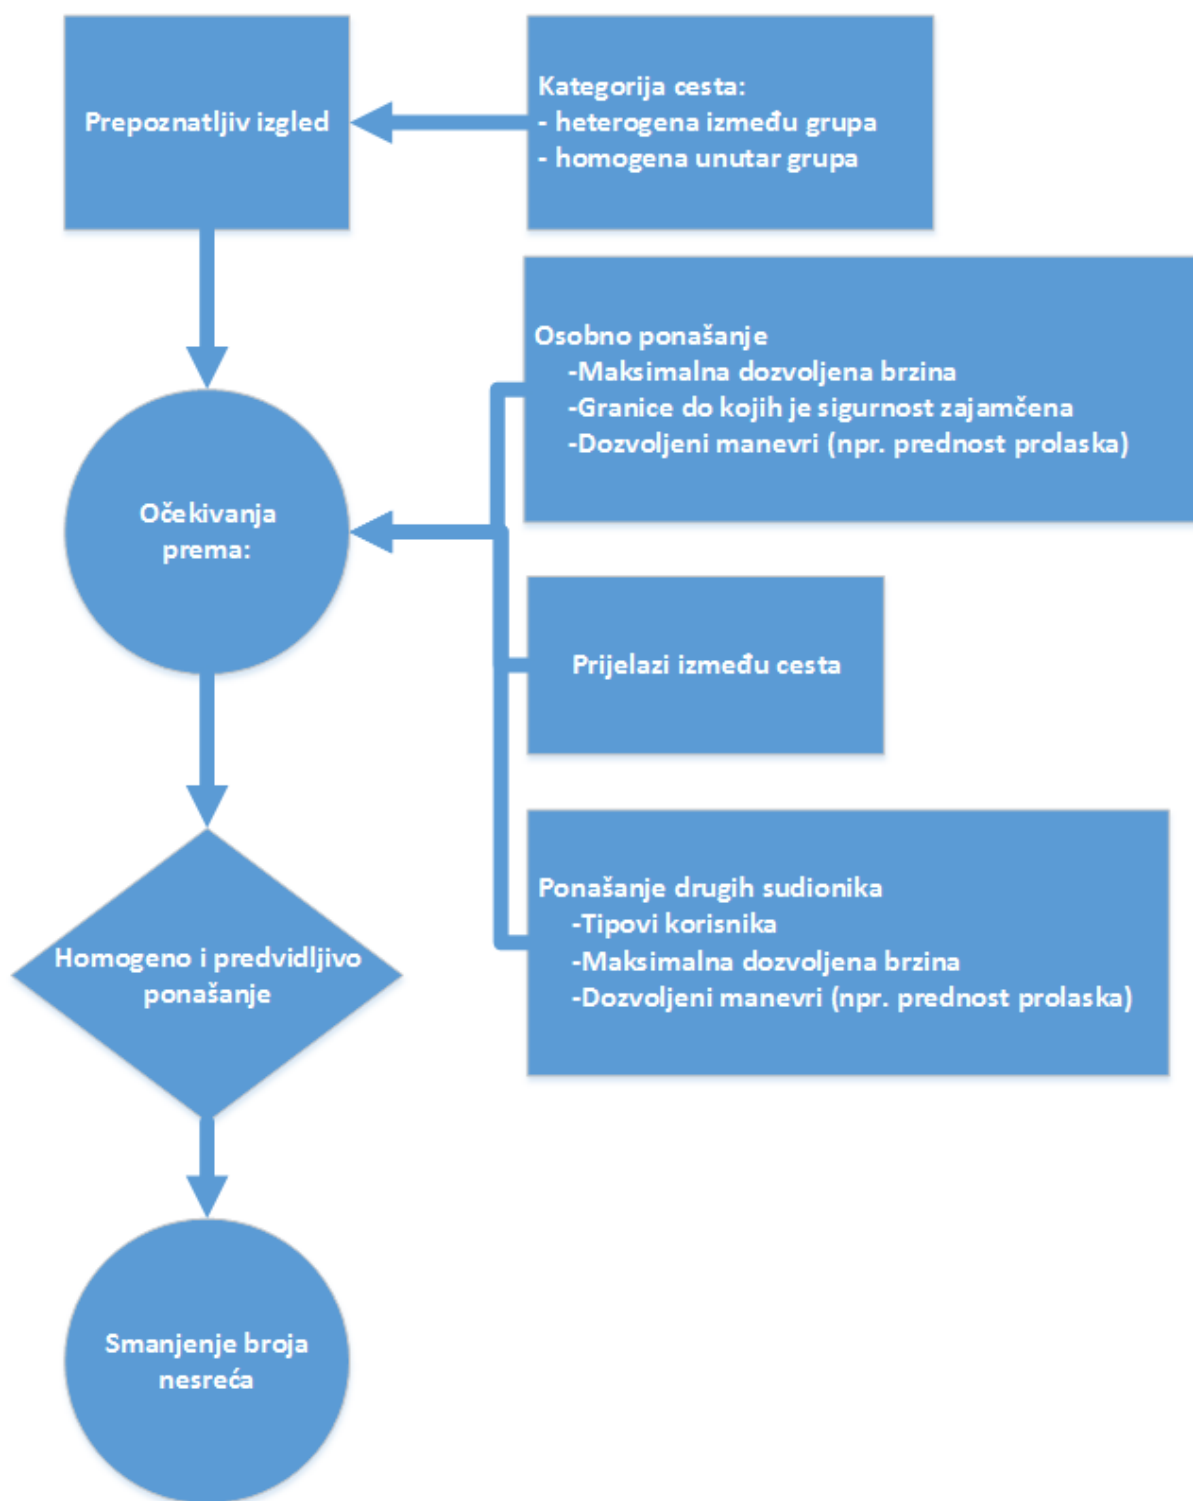 Prepoznatljiv izgled
Kategorija cesta:
- heterogena između grupa
- homogena unutar grupa
Osobno ponašanje
-Maksimalna dozvoljena brzina
-Granice do kojih je sigurnost zajamčena
-Dozvoljeni manevri (npr. prednost prolaska)
Očekivanja
prema:
Prijelazi između cesta
Ponašanje drugih sudionika
-Tipovi korisnika
-Maksimalna dozvoljena brzina
-Dozvoljeni manevri (npr. prednost prolaska)
Homogeno i predvidljivo
ponašanje
Smanjenje broja
nesreća